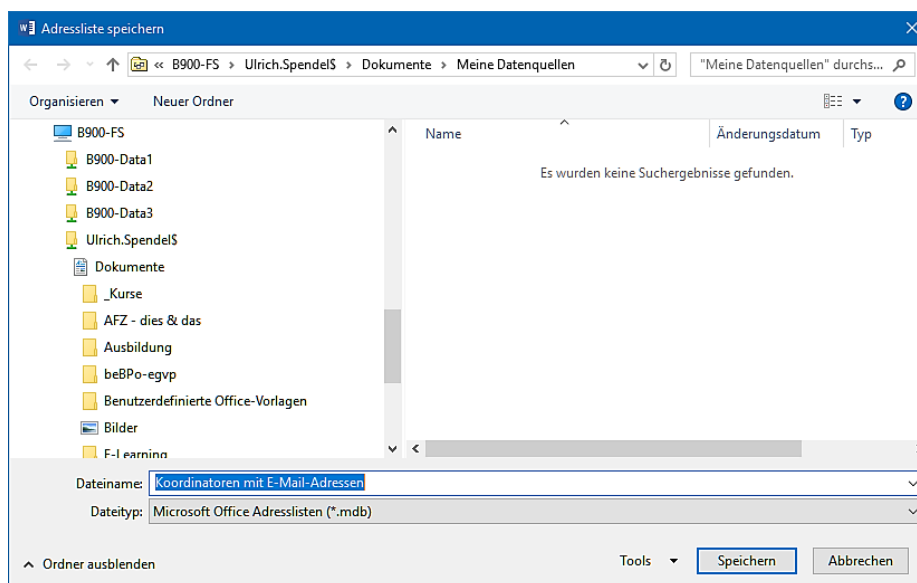 Adressliste speichern
« B900-FS > Ulrich.Spendel$ > Dokumente > Meine Datenquellen
"Meine Datenquellen" durchs...
Organisieren
Neuer Ordner
B900-FS
B900-Data1
B900-Data2
B900-Data3
Ulrich.Spendel$
Dokumente
_Kurse
AFZ - dies & das
Ausbildung
beBPo-egvp
Benutzerdefinierte Office-Vorlagen
Bilder
E-Learning
Name
Änderungsdatum
Typ
Es wurden keine Suchergebnisse gefunden.
Dateiname: Koordinatoren mit E-Mail-Adressen
Dateityp: Microsoft Office Adresslisten (*.mdb)
Ordner ausblenden
Tools
Speichern
Abbrechen